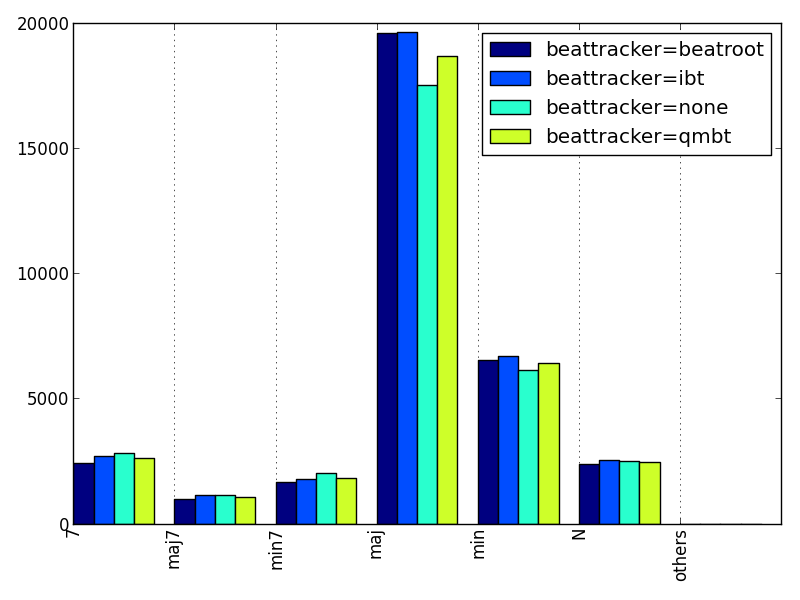 20000
15000
10000
5000
0
beattracker=beatroot
beattracker=ibt
beattracker=none
beattracker=qmbt
7
maj7
min7
maj
min
N
others